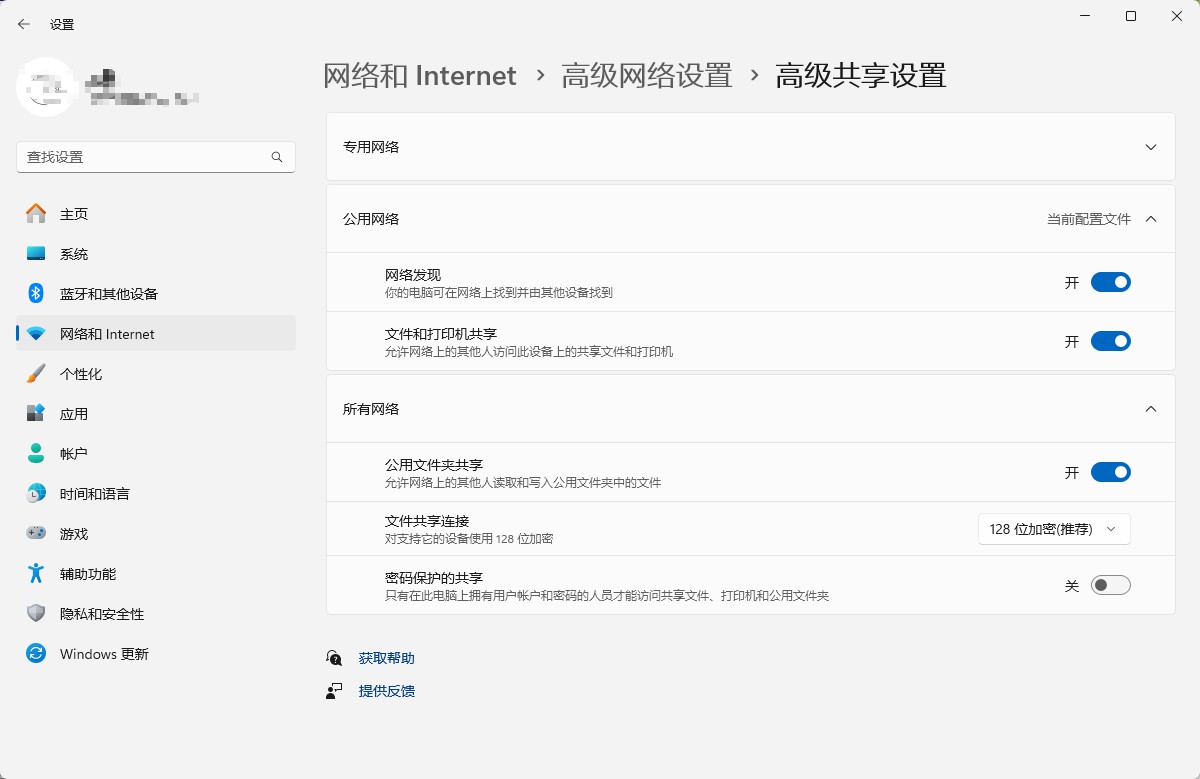 设置
查找设置
主页
系统
蓝牙和其他设备
网络和 Internet
个性化
应用
帐户
时间和语言
游戏
辅助功能
隐私和安全性
Windows 更新
网络和 Internet › 高级网络设置 › 高级共享设置
专用网络
公用网络 当前配置文件
网络发现
你的电脑可在网络上找到并由其他设备找到
开
文件和打印机共享
允许网络上的其他人访问此设备上的共享文件和打印机
开
所有网络
公用文件夹共享
允许网络上的其他人读取和写入公用文件夹中的文件
开
文件共享连接
对支持它的设备使用 128 位加密
128 位加密(推荐)
密码保护的共享
只有在此电脑上拥有用户帐户和密码的人员才能访问共享文件、打印机和公用文件夹
关
获取帮助
提供反馈